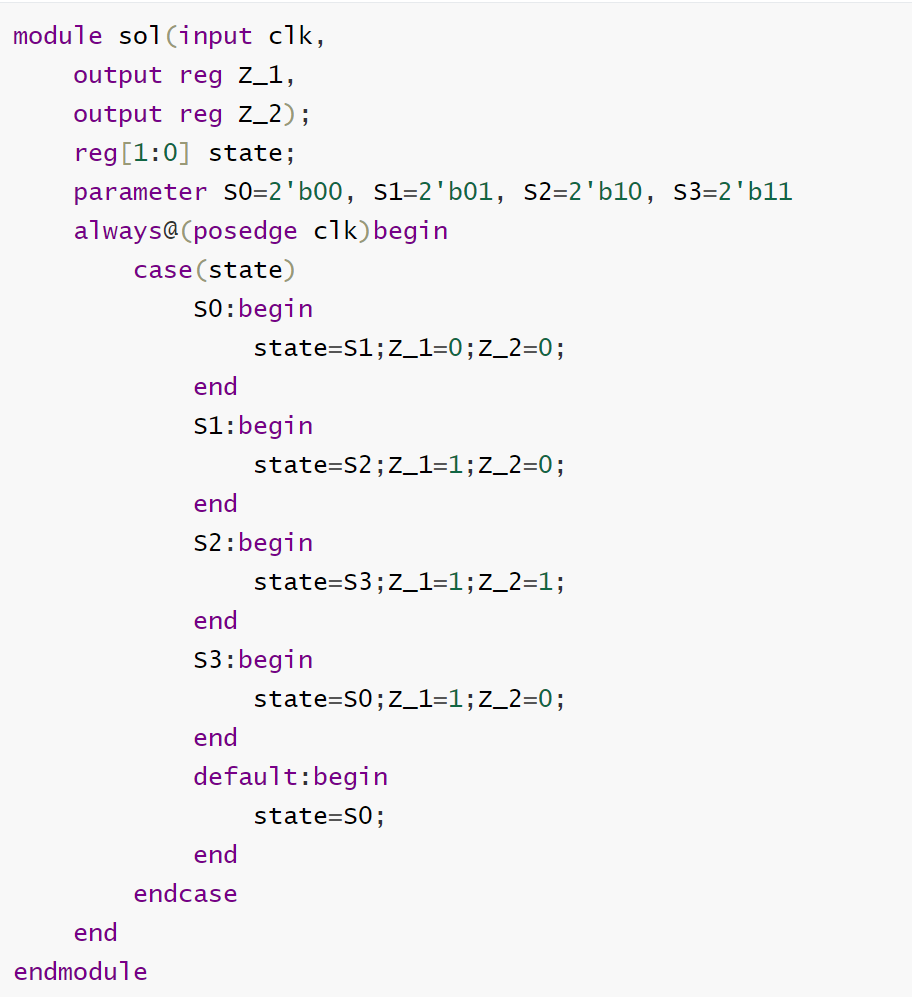 module sol(input clk,
    output reg Z_1,
    output reg Z_2);
    reg[1:0] state;
    parameter S0=2'b00, S1=2'b01, S2=2'b10, S3=2'b11
    always@(posedge clk)begin
        case(state)
            S0:begin
                state=S1;Z_1=0;Z_2=0;
            end
            S1:begin
                state=S2;Z_1=1;Z_2=0;
            end
            S2:begin
                state=S3;Z_1=1;Z_2=1;
            end
            S3:begin
                state=S0;Z_1=1;Z_2=0;
            end
            default:begin
                state=S0;
            end
        endcase
    end
endmodule